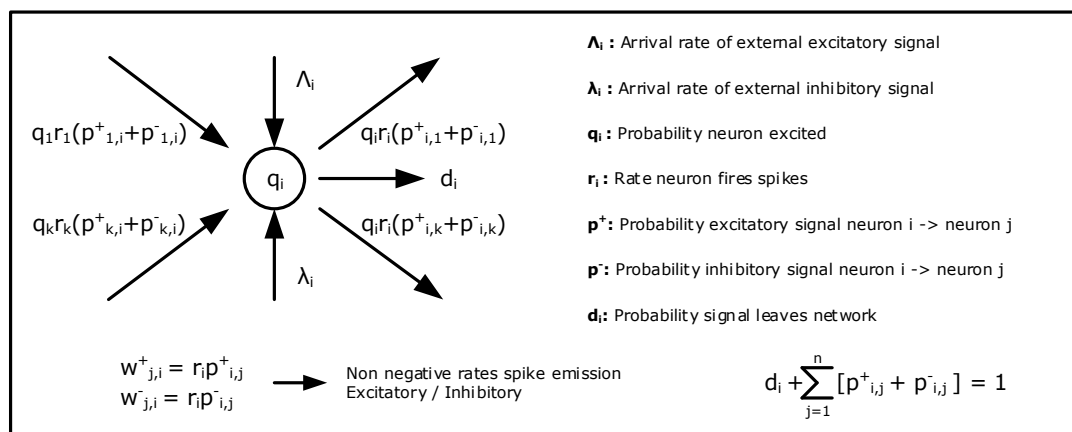 Λᵢ
q₁r₁(p⁺₁,ᵢ+p⁻₁,ᵢ)
qᵢrᵢ(p⁺ᵢ,₁+p⁻ᵢ,₁)
qᵢ
dᵢ
qₖrₖ(p⁺ₖ,ᵢ+p⁻ₖ,ᵢ)
qᵢrᵢ(p⁺ᵢ,ₖ+p⁻ᵢ,ₖ)
λᵢ
Λᵢ : Arrival rate of external excitatory signal
λᵢ : Arrival rate of external inhibitory signal
qᵢ : Probability neuron excited
rᵢ : Rate neuron fires spikes
p⁺: Probability excitatory signal neuron i -> neuron j
p⁻: Probability inhibitory signal neuron i -> neuron j
dᵢ: Probability signal leaves network
w⁺ⱼ,ᵢ = rᵢp⁺ᵢ,ⱼ
w⁻ⱼ,ᵢ = rᵢp⁻ᵢ,ⱼ
Non negative rates spike emission
Excitatory / Inhibitory
n
dᵢ + ∑ [p⁺ᵢ,ⱼ + p⁻ᵢ,ⱼ] = 1
j=1